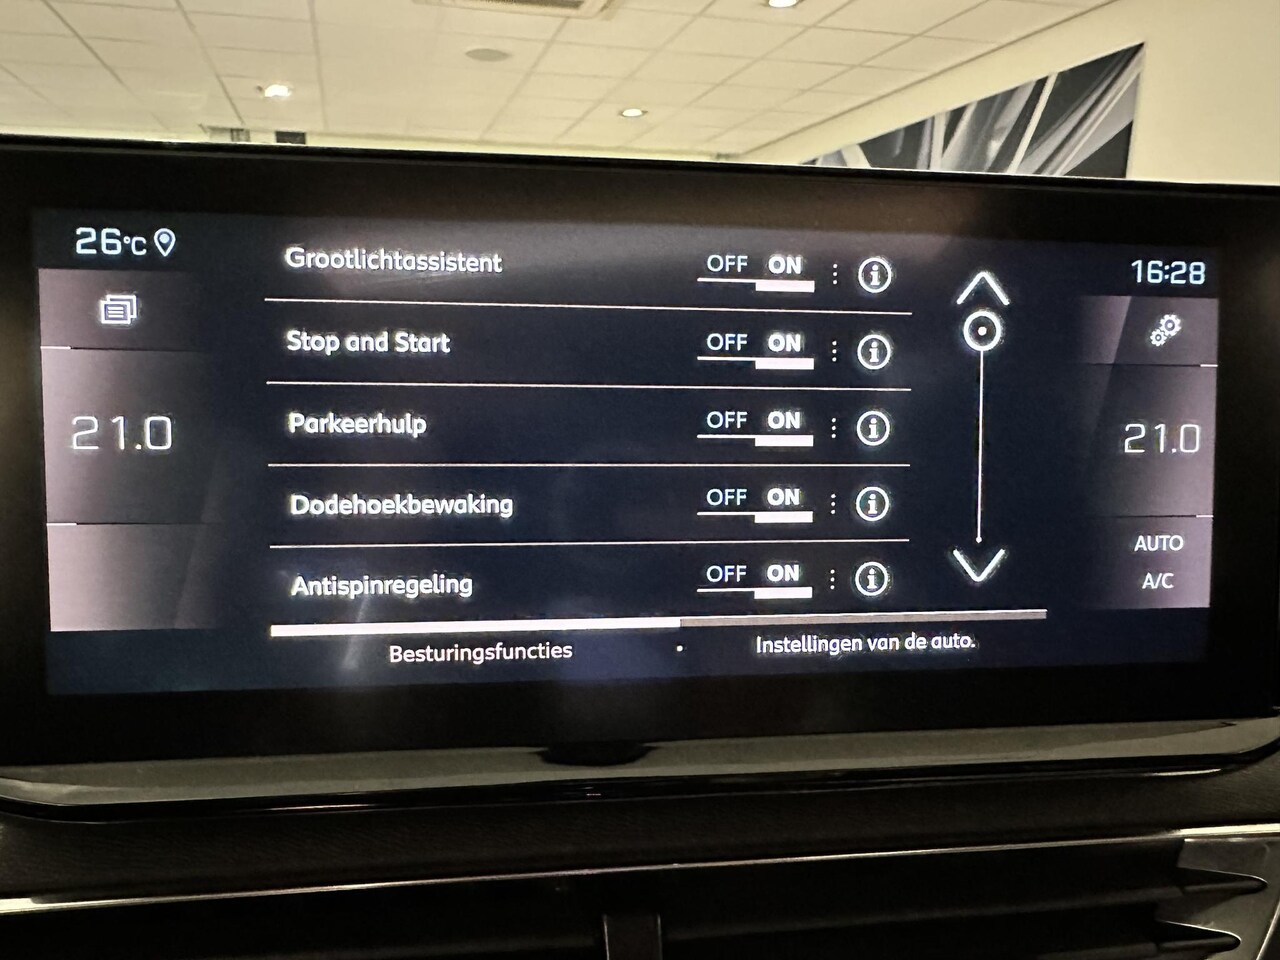 26°C
16:28
Grootlichtassistent OFF ON
Stop and Start OFF ON
Parkeerhulp OFF ON
Dodehoekbewaking OFF ON
Antispinregeling OFF ON
21.0
21.0
AUTO
A/C
Besturingsfuncties
Instellingen van de auto.